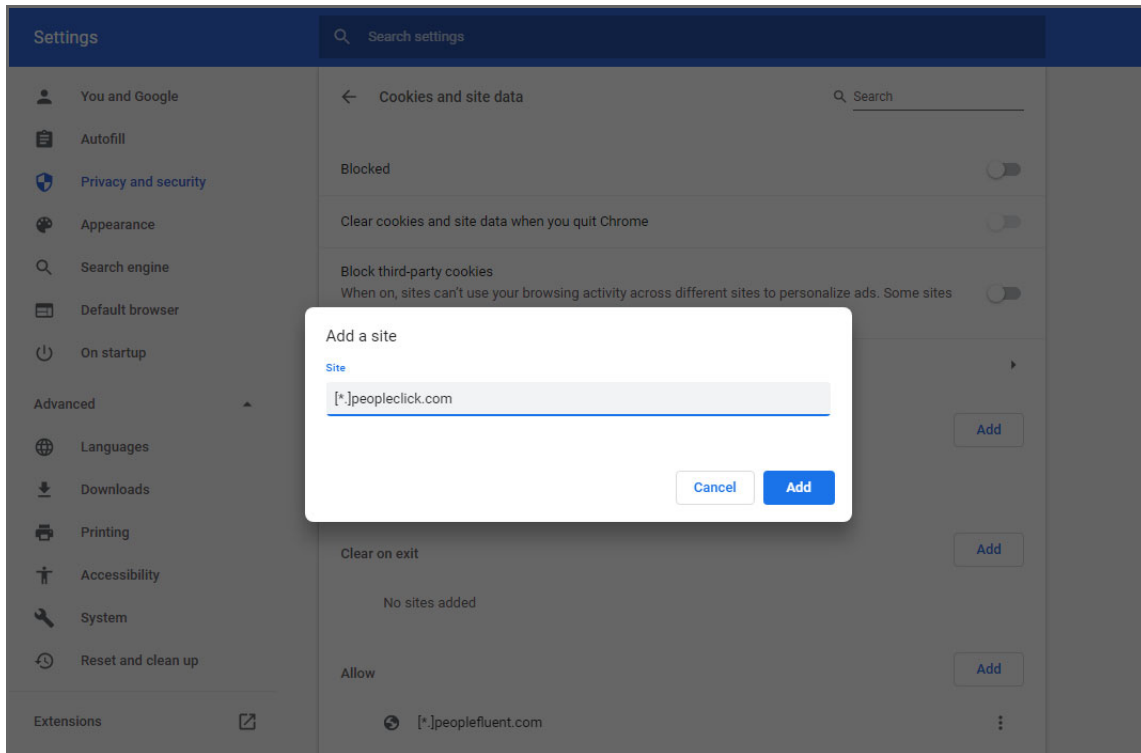 Settings
Search settings
You and Google
Autofill
Privacy and security
Appearance
Search engine
Default browser
On startup
Advanced
Languages
Downloads
Printing
Accessibility
System
Reset and clean up
Extensions
Cookies and site data
Search
Blocked
Clear cookies and site data when you quit Chrome
Block third-party cookies
When on, sites can't use your browsing activity across different sites to personalize ads. Some sites
Add a site
Site
[*.]peopleclick.com
Cancel
Add
Add
Clear on exit
Add
No sites added
Allow
Add
[*.]peoplefluent.com